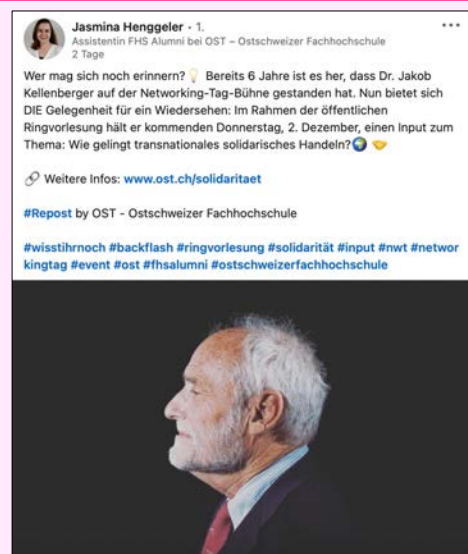 Jasmina Henggeler • 1.
Assistentin FHS Alumni bei OST – Ostschweizer Fachhochschule
2 Tage
Wer mag sich noch erinnern?💡 Bereits 6 Jahre ist es her, dass Dr. Jakob
Kellenberger auf der Networking-Tag-Bühne gestanden hat. Nun bietet sich
DIE Gelegenheit für ein Wiedersehen: Im Rahmen der öffentlichen
Ringvorlesung hält er kommenden Donnerstag, 2. Dezember, einen Input zum
Thema: Wie gelingt transnationales solidarisches Handeln?🌍 🤝
🔗 Weitere Infos: www.ost.ch/solidaritaet
#Repost by OST - Ostschweizer Fachhochschule
#wisstihrnoch #backflash #ringvorlesung #solidarität #input #nwt #networ
kingtag #event #ost #fhsalumni #ostschweizerfachhochschule